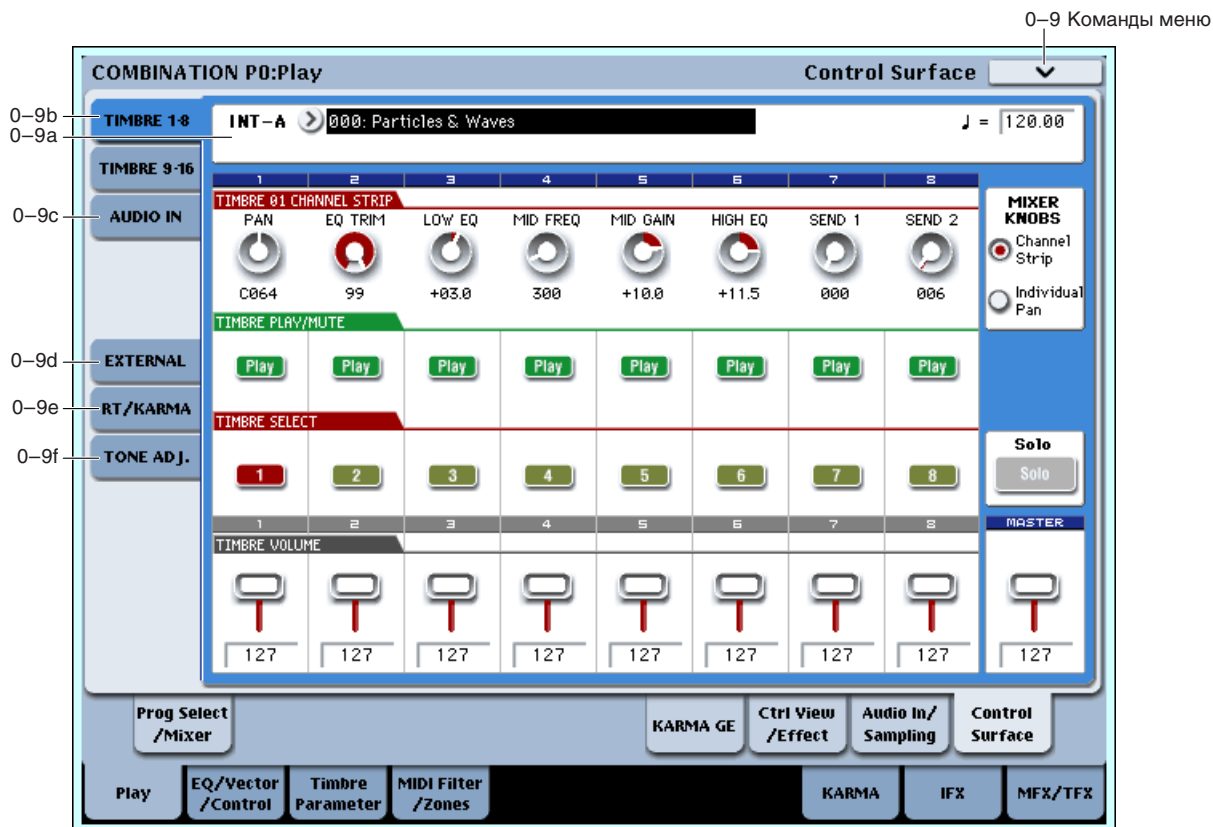 0–9 Команды меню
COMBINATION P0:Play Control Surface
0–9b
0–9a
0–9c
0–9d
0–9e
0–9f
TIMBRE 1-8
TIMBRE 9-16
AUDIO IN
EXTERNAL
RT/KARMA
TONE ADJ.
INT-A 000: Particles & Waves ♩ = 120.00
1 2 3 4 5 6 7 8
TIMBRE 01 CHANNEL STRIP
PAN EQ TRIM LOW EQ MID FREQ MID GAIN HIGH EQ SEND 1 SEND 2
C064 99 +03.0 300 +10.0 +11.5 000 006
MIXER
KNOBS
Channel
Strip
Individual
Pan
TIMBRE PLAY/MUTE
Play Play Play Play Play Play Play Play
TIMBRE SELECT
1 2 3 4 5 6 7 8
Solo
Solo
1 2 3 4 5 6 7 8 MASTER
TIMBRE VOLUME
127 127 127 127 127 127 127 127 127
Prog Select
/Mixer
KARMA GE
Ctrl View
/Effect
Audio In/
Sampling
Control
Surface
Play
EQ/Vector
/Control
Timbre
Parameter
MIDI Filter
/Zones
KARMA
IFX
MFX/TFX